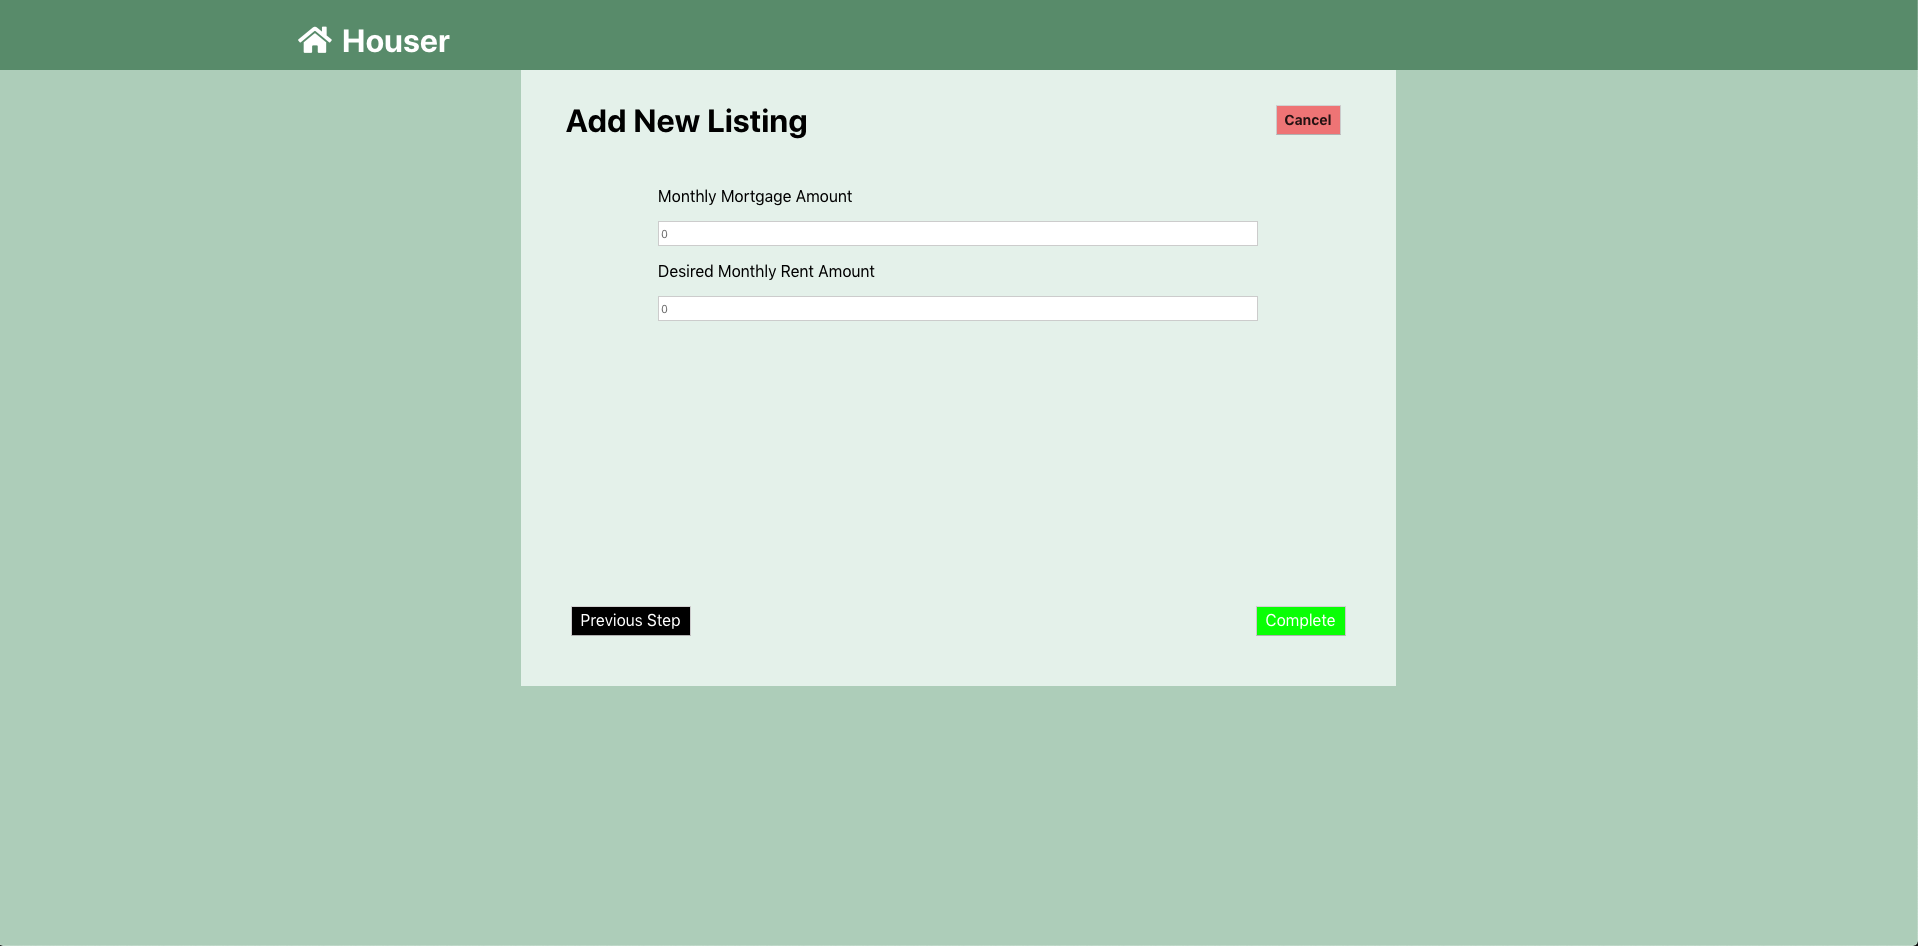 Houser
Add New Listing
Cancel
Monthly Mortgage Amount
0
Desired Monthly Rent Amount
0
Previous Step
Complete